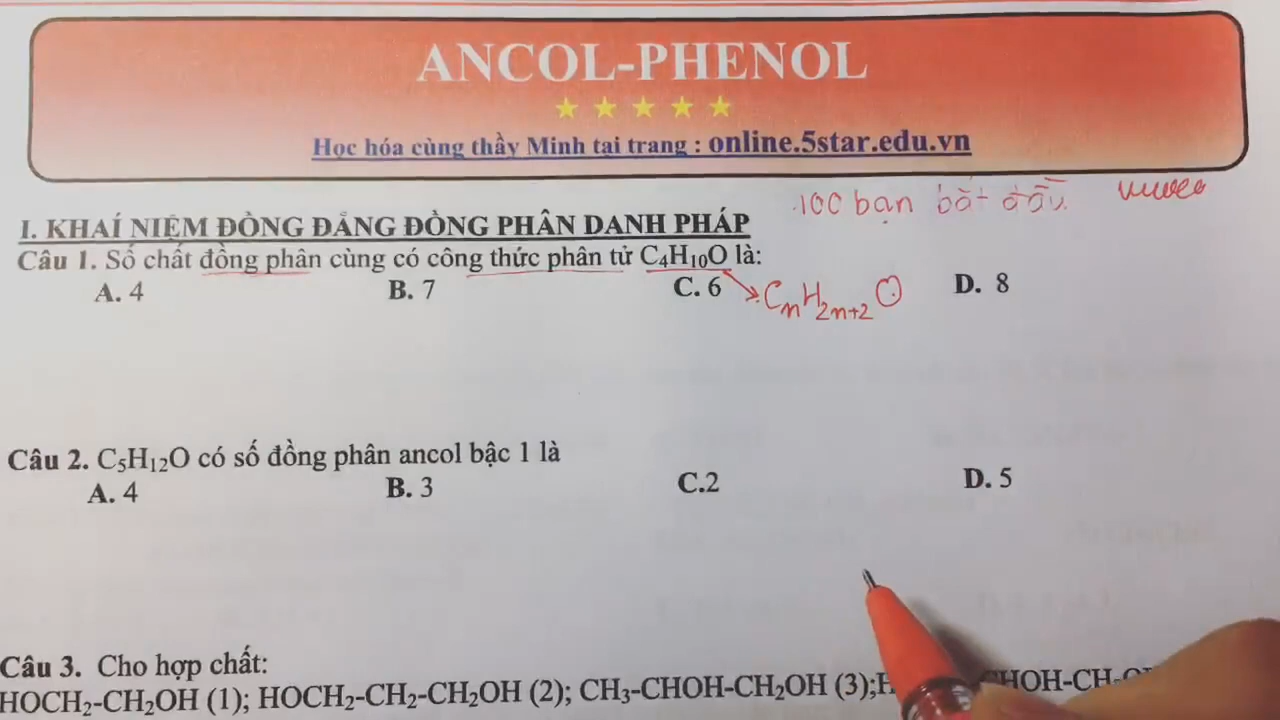 ANCOL-PHENOL
Học hóa cùng thầy Minh tại trang : online.5star.edu.vn
100 bạn bắt đầu
I. KHAÍ NIỆM ĐỒNG ĐẲNG ĐỒNG PHÂN DANH PHÁP
Câu 1. Số chất đồng phân cùng có công thức phân tử C₄H₁₀O là:
A. 4 B. 7 C. 6 D. 8
CₙH₂ₙ₊₂O
Câu 2. C₅H₁₂O có số đồng phân ancol bậc 1 là
A. 4 B. 3 C.2 D. 5
Câu 3. Cho hợp chất:
HOCH₂-CH₂OH (1); HOCH₂-CH₂-CH₂OH (2); CH₃-CHOH-CH₂OH (3);